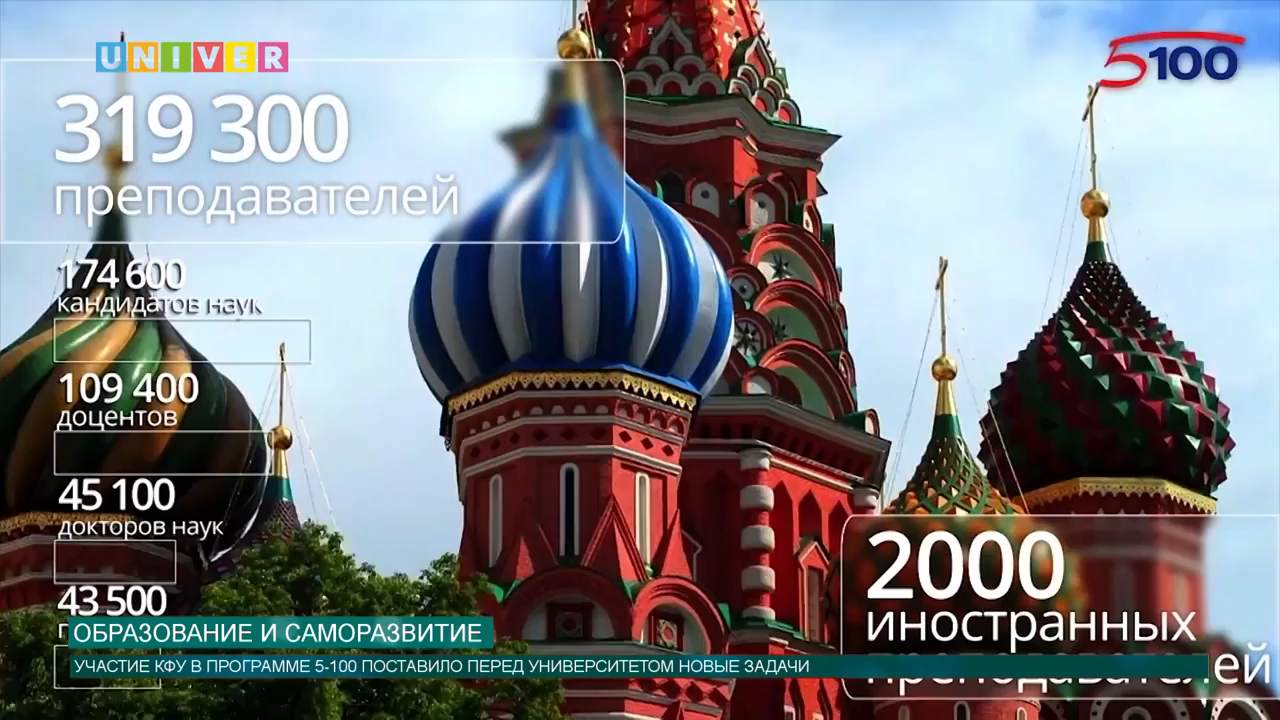 UNIVER
5100
319 300
преподавателей
174 600
кандидатов наук
109 400
доцентов
45 100
докторов наук
43 500
2000
иностранных
преподавателей
ОБРАЗОВАНИЕ И САМОРАЗВИТИЕ
УЧАСТИЕ КФУ В ПРОГРАММЕ 5-100 ПОСТАВИЛО ПЕРЕД УНИВЕРСИТЕТОМ НОВЫЕ ЗАДАЧИ